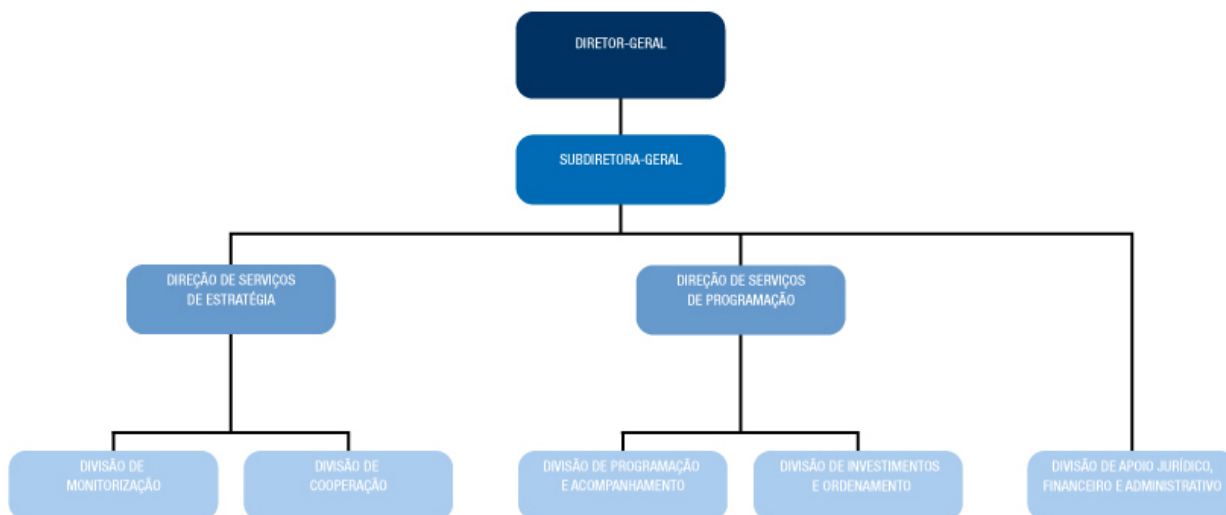 DIRETOR-GERAL
SUBDIRETORA-GERAL
DIREÇÃO DE SERVIÇOS
DE ESTRATÉGIA
DIREÇÃO DE SERVIÇOS
DE PROGRAMAÇÃO
DIVISÃO DE
MONITORIZAÇÃO
DIVISÃO DE
COOPERAÇÃO
DIVISÃO DE PROGRAMAÇÃO
E ACOMPANHAMENTO
DIVISÃO DE INVESTIMENTOS
E ORDENAMENTO
DIVISÃO DE APOIO JURÍDICO,
FINANCEIRO E ADMINISTRATIVO